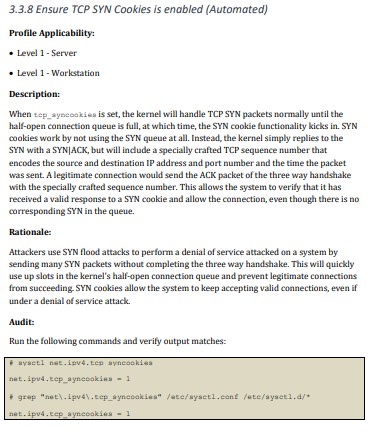 3.3.8 Ensure TCP SYN Cookies is enabled (Automated)
Profile Applicability:
• Level 1 - Server
• Level 1 - Workstation
Description:
When tcp_syncookies is set, the kernel will handle TCP SYN packets normally until the
half-open connection queue is full, at which time, the SYN cookie functionality kicks in. SYN
cookies work by not using the SYN queue at all. Instead, the kernel simply replies to the
SYN with a SYN|ACK, but will include a specially crafted TCP sequence number that
encodes the source and destination IP address and port number and the time the packet
was sent. A legitimate connection would send the ACK packet of the three way handshake
with the specially crafted sequence number. This allows the system to verify that it has
received a valid response to a SYN cookie and allow the connection, even though there is no
corresponding SYN in the queue.
Rationale:
Attackers use SYN flood attacks to perform a denial of service attacked on a system by
sending many SYN packets without completing the three way handshake. This will quickly
use up slots in the kernel's half-open connection queue and prevent legitimate connections
from succeeding. SYN cookies allow the system to keep accepting valid connections, even if
under a denial of service attack.
Audit:
Run the following commands and verify output matches:
# sysctl net.ipv4.tcp_syncookies
net.ipv4.tcp_syncookies = 1
# grep "net\.ipv4\.tcp_syncookies" /etc/sysctl.conf /etc/sysctl.d/*
net.ipv4.tcp_syncookies = 1